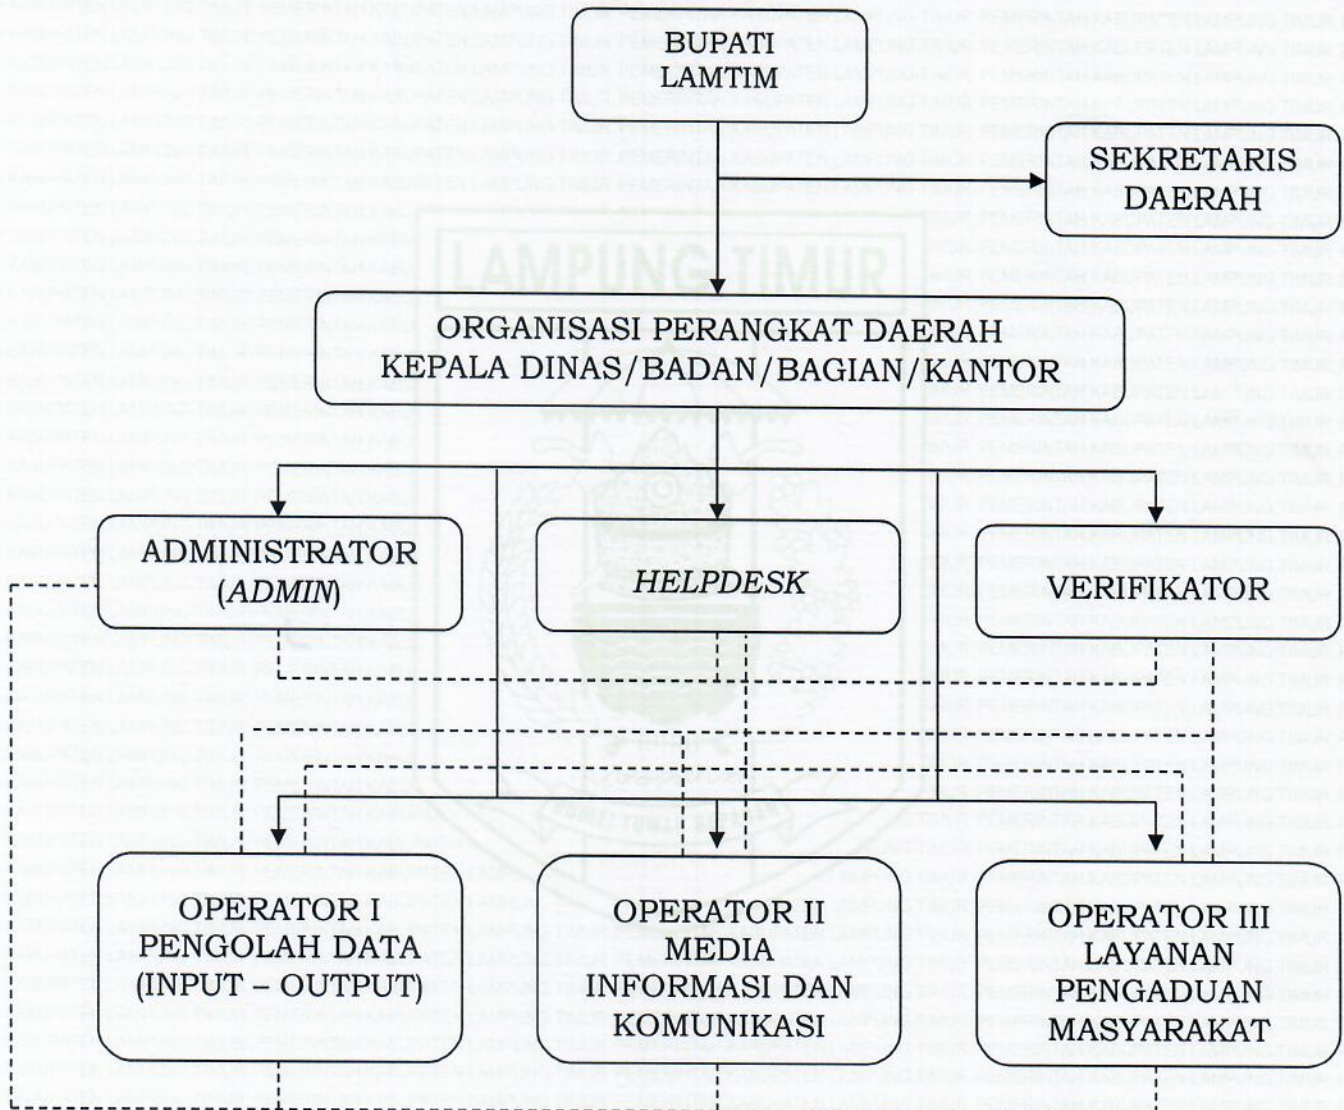 BUPATI
LAMTIM
SEKRETARIS
DAERAH
LAMPUNG TIMUR
ORGANISASI PERANGKAT DAERAH
KEPALA DINAS/BADAN/BAGIAN/KANTOR
ADMINISTRATOR
(ADMIN)
HELPDESK
VERIFIKATOR
OPERATOR I
PENGOLAH DATA
(INPUT – OUTPUT)
OPERATOR II
MEDIA
INFORMASI DAN
KOMUNIKASI
OPERATOR III
LAYANAN
PENGADUAN
MASYARAKAT